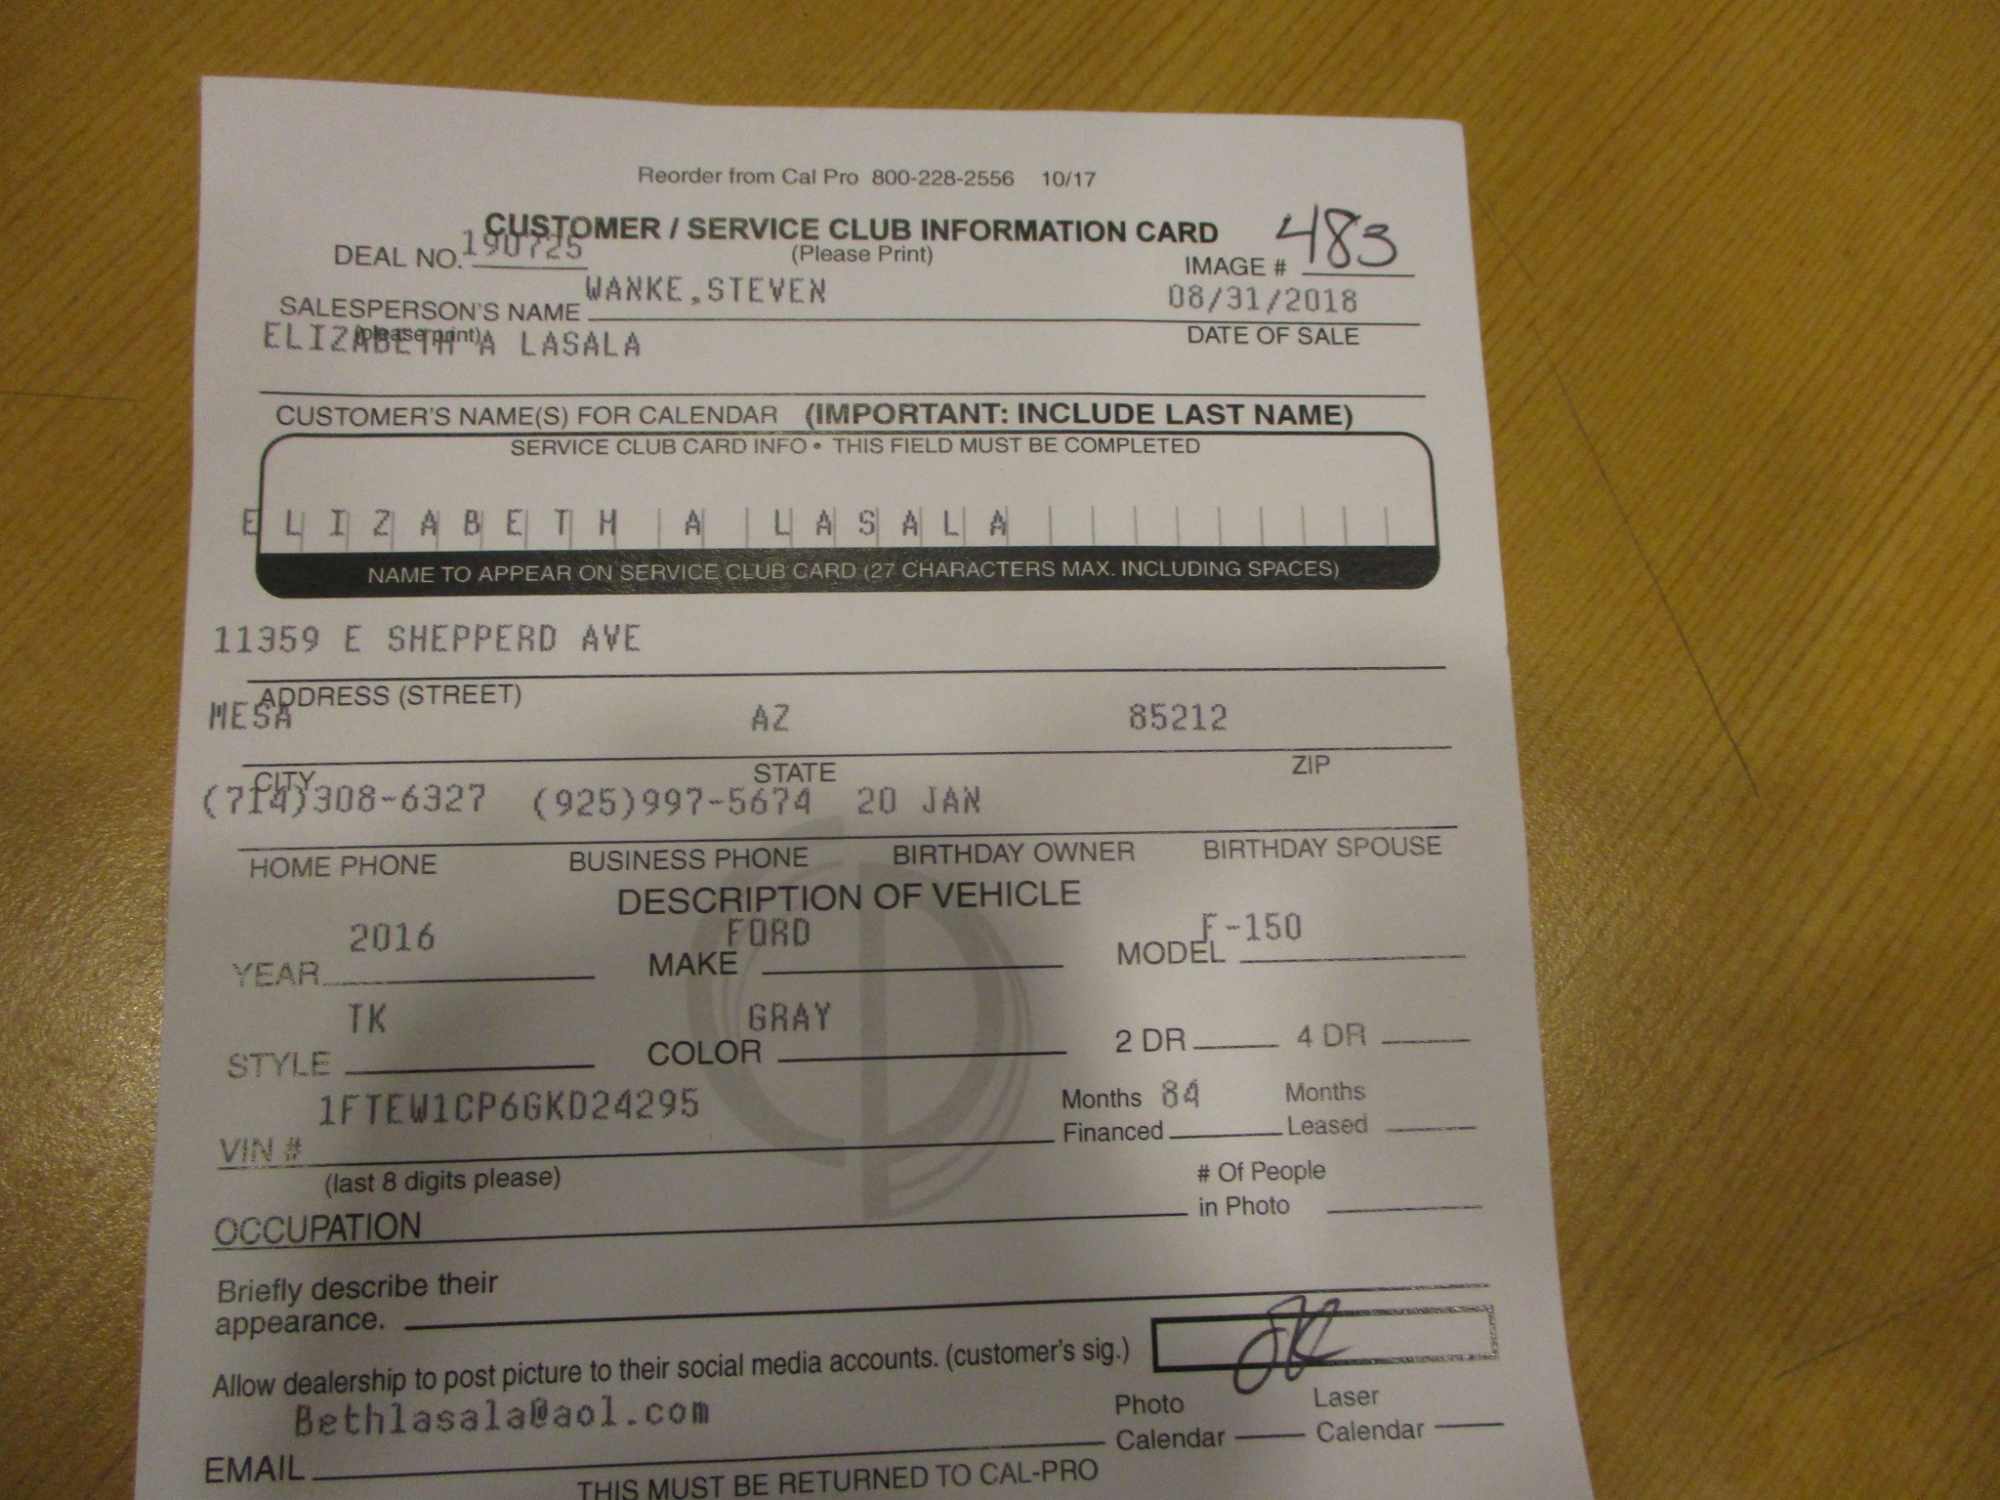 Reorder from Cal Pro 800-228-2556 10/17
CUSTOMER / SERVICE CLUB INFORMATION CARD
DEAL NO. 190725 (Please Print) IMAGE # 483
SALESPERSON'S NAME WANKE,STEVEN 08/31/2018
(please print) DATE OF SALE
ELIZABETH A LASALA
CUSTOMER'S NAME(S) FOR CALENDAR (IMPORTANT: INCLUDE LAST NAME)
SERVICE CLUB CARD INFO • THIS FIELD MUST BE COMPLETED
ELIZABETH A LASALA
NAME TO APPEAR ON SERVICE CLUB CARD (27 CHARACTERS MAX. INCLUDING SPACES)
11359 E SHEPPERD AVE
ADDRESS (STREET)
MESA AZ 85212
CITY STATE ZIP
(714)308-6327 (925)997-5674 20 JAN
HOME PHONE BUSINESS PHONE BIRTHDAY OWNER BIRTHDAY SPOUSE
DESCRIPTION OF VEHICLE
2016 FORD F-150
YEAR MAKE MODEL
TK GRAY
STYLE COLOR 2 DR 4 DR
1FTEW1CP6GKD24295 Months 84 Months
VIN # Financed Leased
(last 8 digits please) # Of People
OCCUPATION in Photo
Briefly describe their
appearance.
Allow dealership to post picture to their social media accounts. (customer's sig.)
Bethlasala@aol.com Photo Laser
EMAIL Calendar Calendar
THIS MUST BE RETURNED TO CAL-PRO